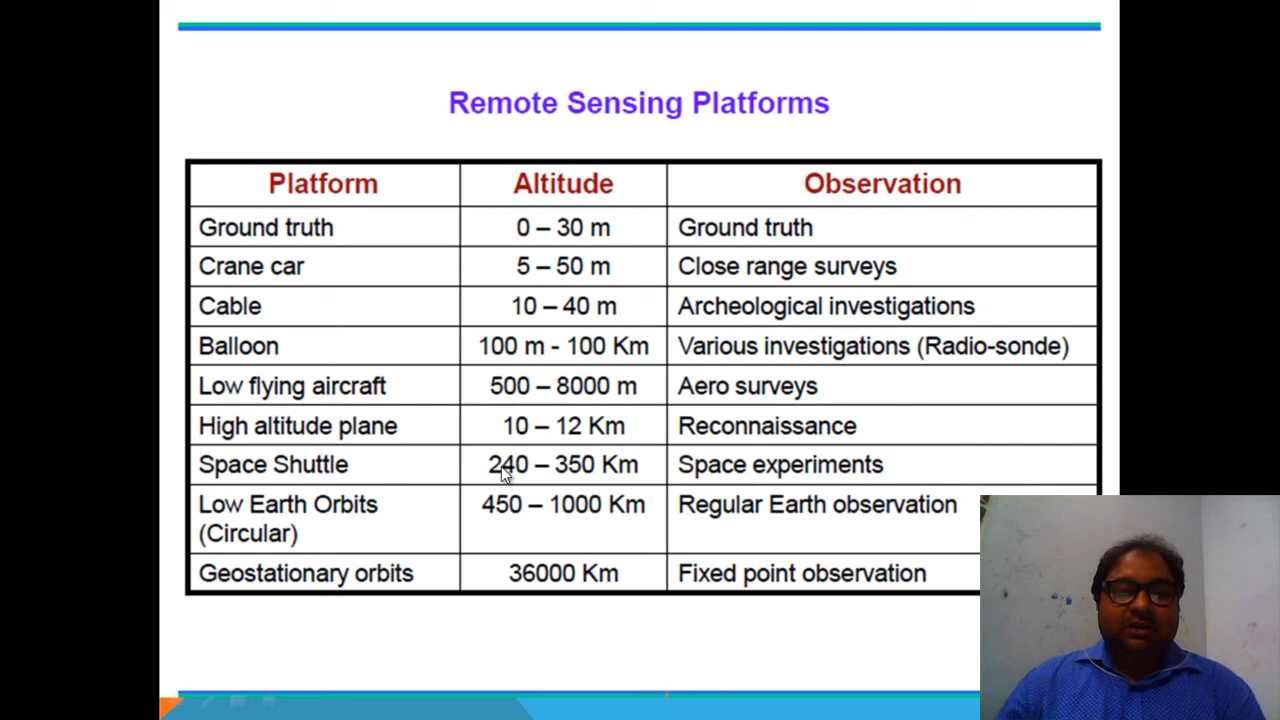 Remote Sensing Platforms
Platform Altitude Observation
Ground truth 0 – 30 m Ground truth
Crane car 5 – 50 m Close range surveys
Cable 10 – 40 m Archeological investigations
Balloon 100 m - 100 Km Various investigations (Radio-sonde)
Low flying aircraft 500 – 8000 m Aero surveys
High altitude plane 10 – 12 Km Reconnaissance
Space Shuttle 240 – 350 Km Space experiments
Low Earth Orbits 450 – 1000 Km Regular Earth observation
(Circular)
Geostationary orbits 36000 Km Fixed point observation